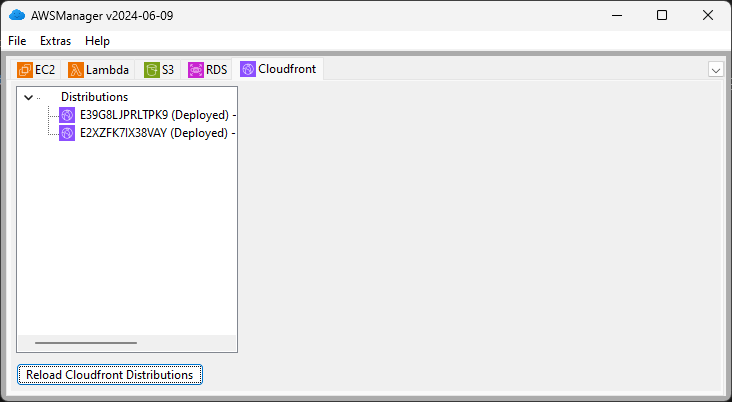 AWSManager v2024-06-09
File Extras Help
EC2 Lambda S3 RDS Cloudfront
Distributions
E39G8LJPRLTPK9 (Deployed) -
E2XZFK7IX38VAY (Deployed) -
Reload Cloudfront Distributions